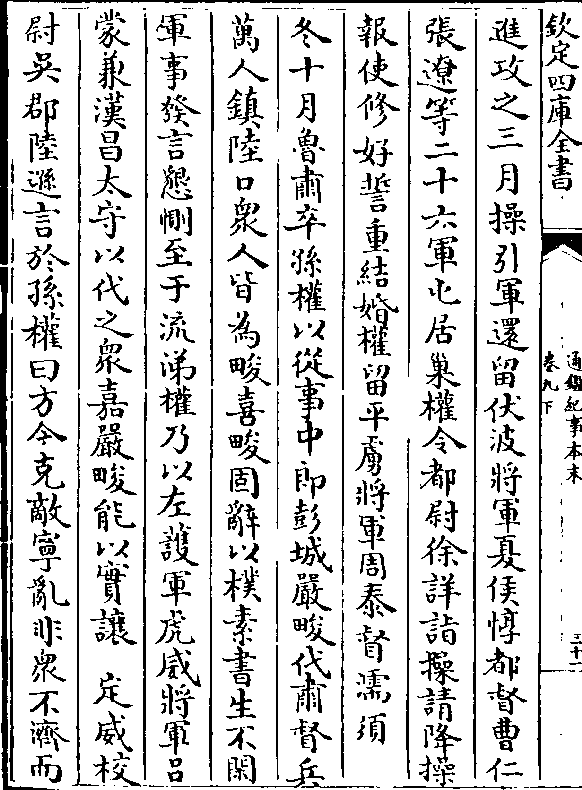 欽定四庫全書
通鑑紀事本末
卷九下
三十二
進攻之三月操引軍還留伏波將軍夏侯惇都督曹仁
張遼等二十六軍屯居巢權令都尉徐詳詣操請降操
報使修好誓重結婚權留平虜將軍周泰督濡須
冬十月魯肅卒孫權以從事中郎彭城嚴畯代肅督兵
萬人鎮陸口衆人皆為畯喜畯固辭以樸素書生不閑
軍事發言懇惻至于流涕權乃以左護軍虎威將軍吕
蒙兼漢昌太守以代之衆嘉嚴畯能以實讓 定威校
尉吳郡陸遜言於孫權曰方今克敵寧亂非衆不濟而